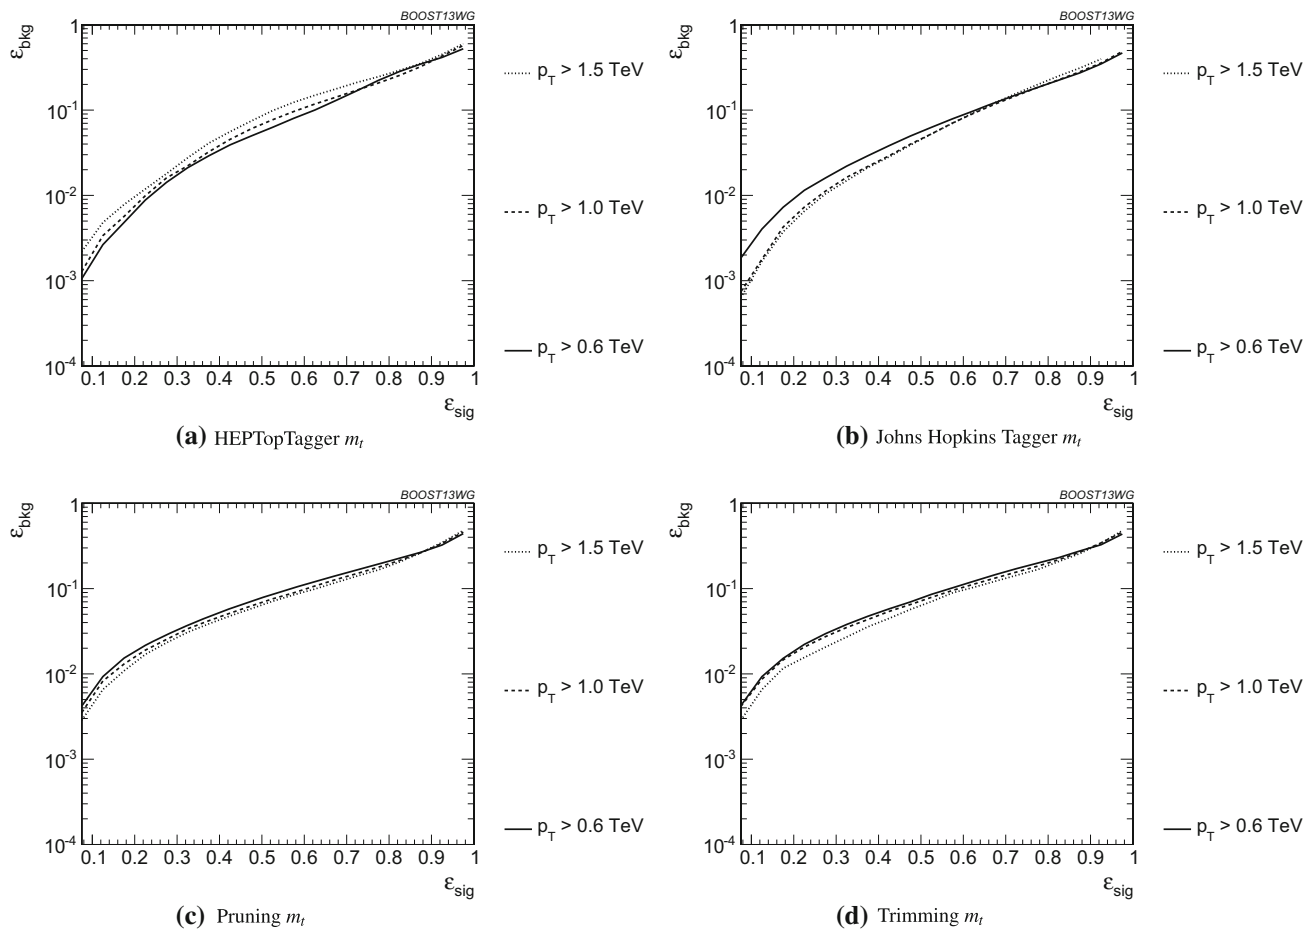 BOOST13WG
ε_bkg
1
10^-1
10^-2
10^-3
10^-4
0.1 0.2 0.3 0.4 0.5 0.6 0.7 0.8 0.9 1
ε_sig
p_T > 1.5 TeV
p_T > 1.0 TeV
p_T > 0.6 TeV
(a) HEPTopTagger m_t
BOOST13WG
ε_bkg
1
10^-1
10^-2
10^-3
10^-4
0.1 0.2 0.3 0.4 0.5 0.6 0.7 0.8 0.9 1
ε_sig
p_T > 1.5 TeV
p_T > 1.0 TeV
p_T > 0.6 TeV
(b) Johns Hopkins Tagger m_t
BOOST13WG
ε_bkg
1
10^-1
10^-2
10^-3
10^-4
0.1 0.2 0.3 0.4 0.5 0.6 0.7 0.8 0.9 1
ε_sig
p_T > 1.5 TeV
p_T > 1.0 TeV
p_T > 0.6 TeV
(c) Pruning m_t
BOOST13WG
ε_bkg
1
10^-1
10^-2
10^-3
10^-4
0.1 0.2 0.3 0.4 0.5 0.6 0.7 0.8 0.9 1
ε_sig
p_T > 1.5 TeV
p_T > 1.0 TeV
p_T > 0.6 TeV
(d) Trimming m_t